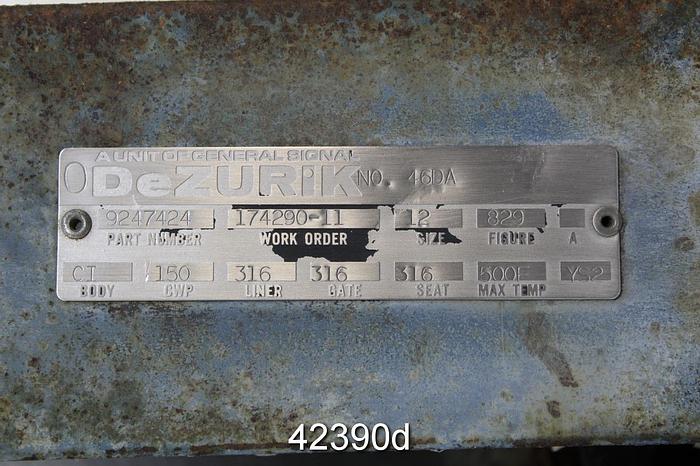 A UNIT OF GENERAL SIGNAL
0 DeZURiK NO. 46DA
9247424 174290-11 12 829
PART NUMBER WORK ORDER SIZE FIGURE A
CI 150 316 316 316 500F YS2
BODY CWP LINER GATE SEAT MAX TEMP
42390d